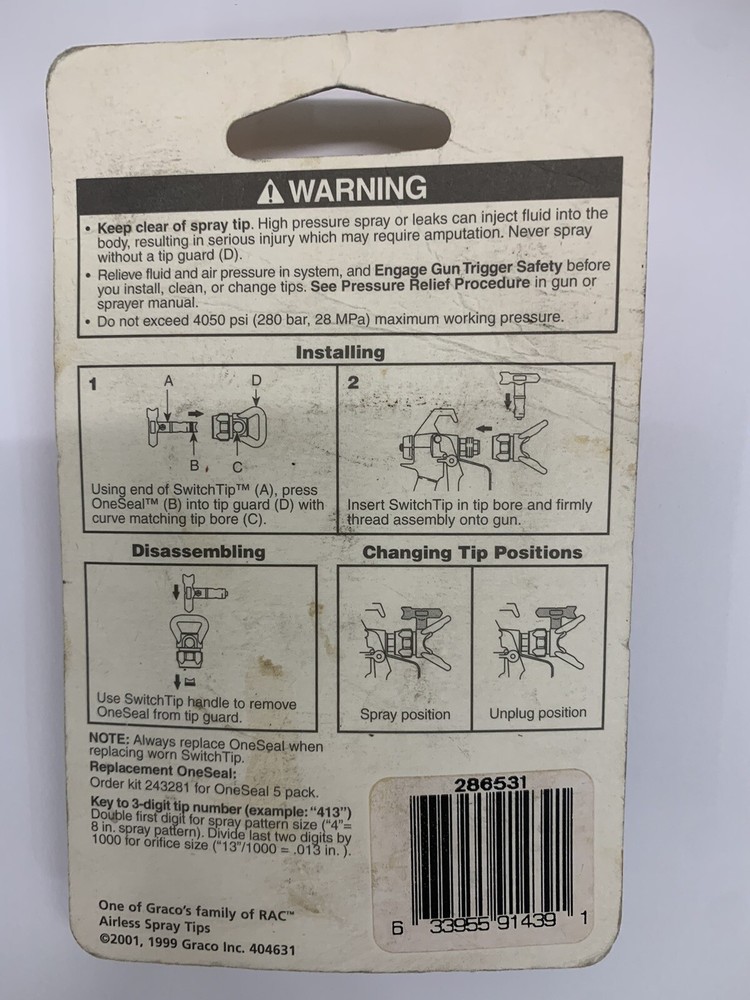 ⚠ WARNING
• Keep clear of spray tip. High pressure spray or leaks can inject fluid into the
body, resulting in serious injury which may require amputation. Never spray
without a tip guard (D).
• Relieve fluid and air pressure in system, and Engage Gun Trigger Safety before
you install, clean, or change tips. See Pressure Relief Procedure in gun or
sprayer manual.
• Do not exceed 4050 psi (280 bar, 28 MPa) maximum working pressure.
Installing
1
A
D
B
C
Using end of SwitchTip™ (A), press
OneSeal™ (B) into tip guard (D) with
curve matching tip bore (C).
2
Insert SwitchTip in tip bore and firmly
thread assembly onto gun.
Disassembling
Use SwitchTip handle to remove
OneSeal from tip guard.
Changing Tip Positions
Spray position
Unplug position
NOTE: Always replace OneSeal when
replacing worn SwitchTip.
Replacement OneSeal:
Order kit 243281 for OneSeal 5 pack.
Key to 3-digit tip number (example: "413")
Double first digit for spray pattern size ("4"=
8 in. spray pattern). Divide last two digits by
1000 for orifice size ("13"/1000 = .013 in. ).
One of Graco's family of RAC™
Airless Spray Tips
©2001, 1999 Graco Inc. 404631
286531
6 33955 91439 1